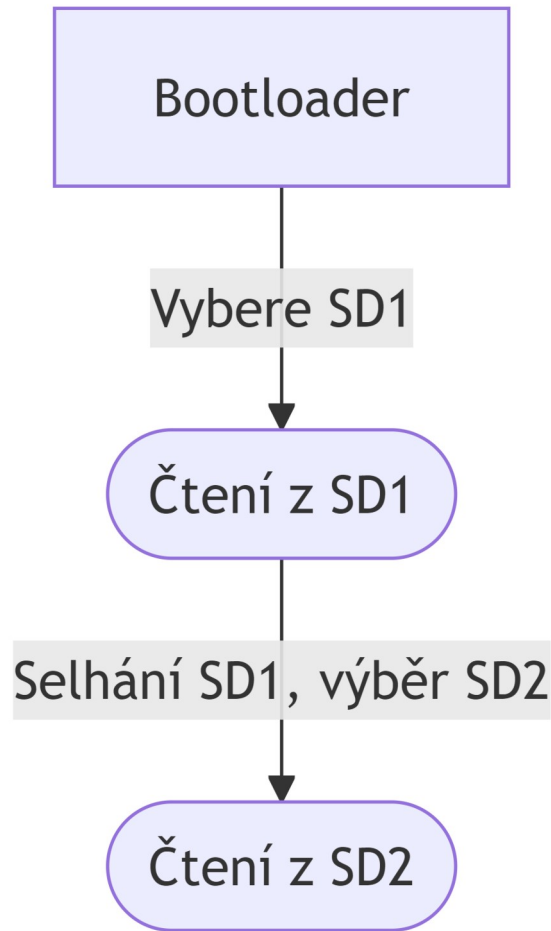 Bootloader
Vybere SD1
Čtení z SD1
Selhání SD1, výběr SD2
Čtení z SD2